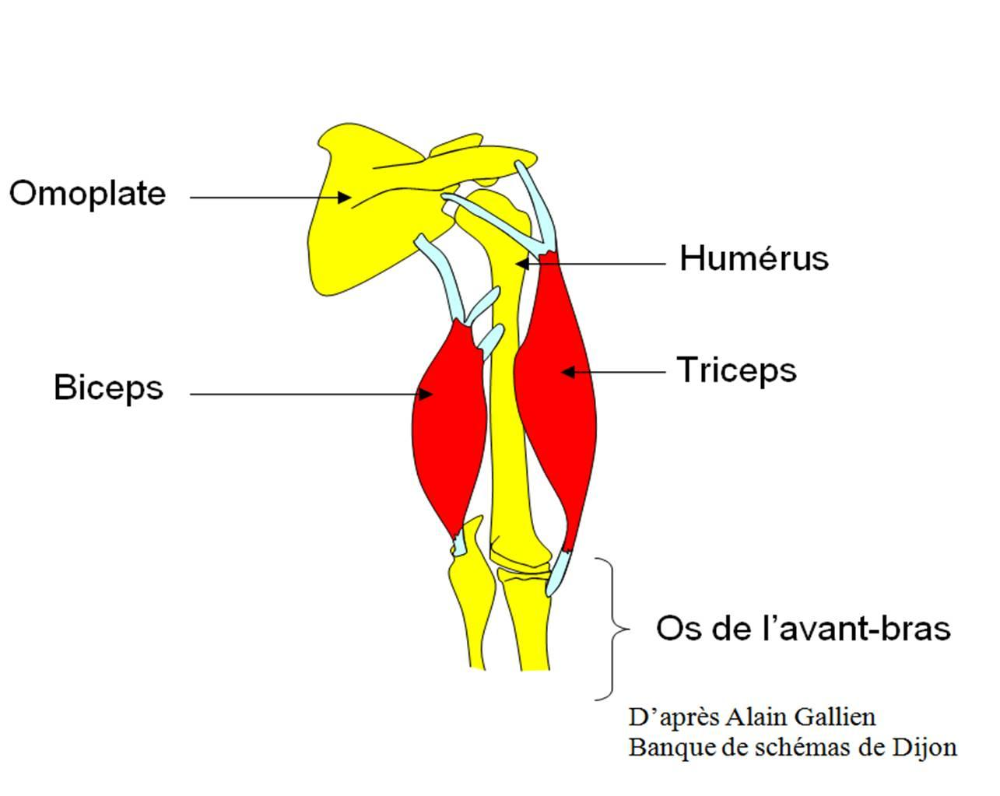 Omoplate
Humérus
Triceps
Biceps
Os de l’avant-bras
D’après Alain Gallien
Banque de schémas de Dijon